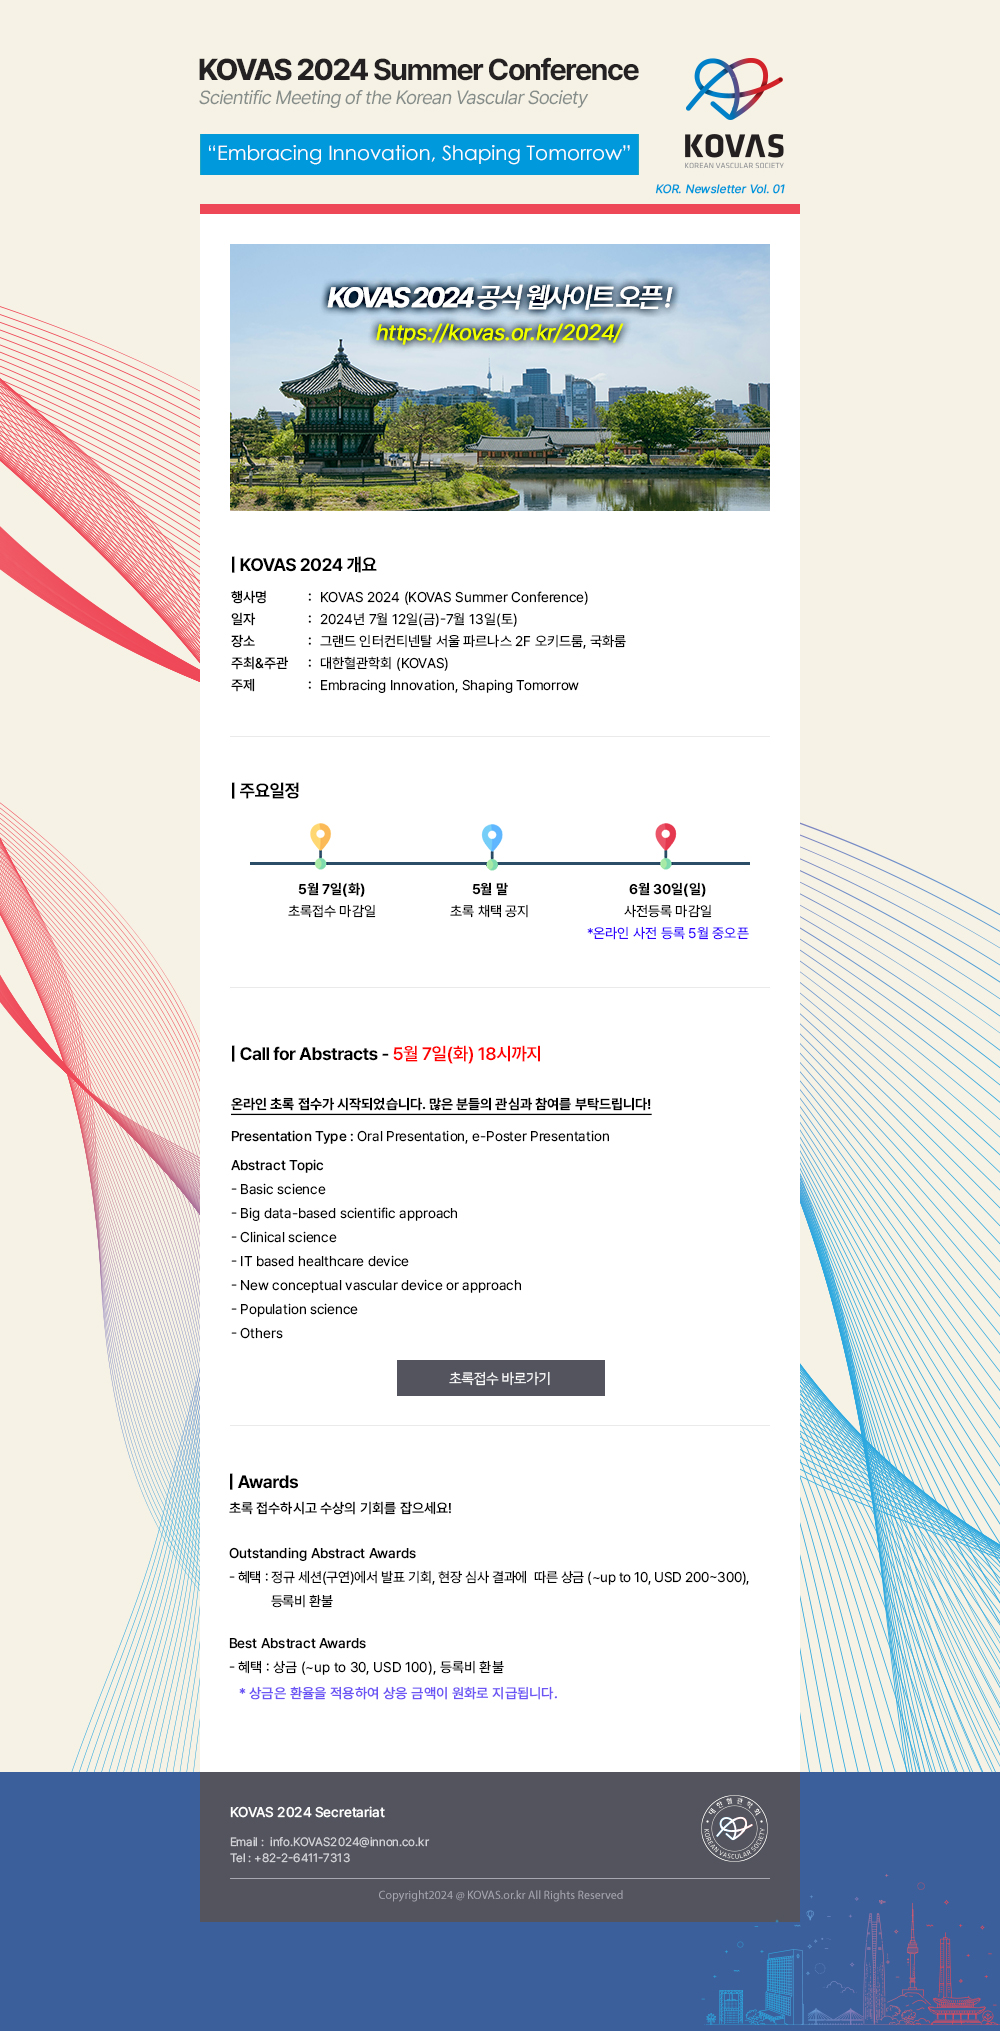 KOVAS 2024 Summer Conference
Scientific Meeting of the Korean Vascular Society
“Embracing Innovation, Shaping Tomorrow”
KOVAS
KOREAN VASCULAR SOCIETY
KOR. Newsletter Vol. 01
KOVAS 2024 공식 웹사이트 오픈 !
https://kovas.or.kr/2024/
| KOVAS 2024 개요
행사명 : KOVAS 2024 (KOVAS Summer Conference)
일자 : 2024년 7월 12일(금)-7월 13일(토)
장소 : 그랜드 인터컨티넨탈 서울 파르나스 2F 오키드룸, 국화룸
주최&주관 : 대한혈관학회 (KOVAS)
주제 : Embracing Innovation, Shaping Tomorrow
| 주요일정
5월 7일(화)
초록접수 마감일
5월 말
초록 채택 공지
6월 30일(일)
사전등록 마감일
*온라인 사전 등록 5월 중오픈
| Call for Abstracts - 5월 7일(화) 18시까지
온라인 초록 접수가 시작되었습니다. 많은 분들의 관심과 참여를 부탁드립니다!
Presentation Type : Oral Presentation, e-Poster Presentation
Abstract Topic
- Basic science
- Big data-based scientific approach
- Clinical science
- IT based healthcare device
- New conceptual vascular device or approach
- Population science
- Others
초록접수 바로가기
| Awards
초록 접수하시고 수상의 기회를 잡으세요!
Outstanding Abstract Awards
- 혜택 : 정규 세션(구연)에서 발표 기회, 현장 심사 결과에 따른 상금 (~up to 10, USD 200~300),
등록비 환불
Best Abstract Awards
- 혜택 : 상금 (~up to 30, USD 100), 등록비 환불
* 상금은 환율을 적용하여 상응 금액이 원화로 지급됩니다.
KOVAS 2024 Secretariat
Email : info.KOVAS2024@innon.co.kr
Tel : +82-2-6411-7313
대한혈관학회
KOREAN VASCULAR SOCIETY
Copyright2024 @ KOVAS.or.kr All Rights Reserved